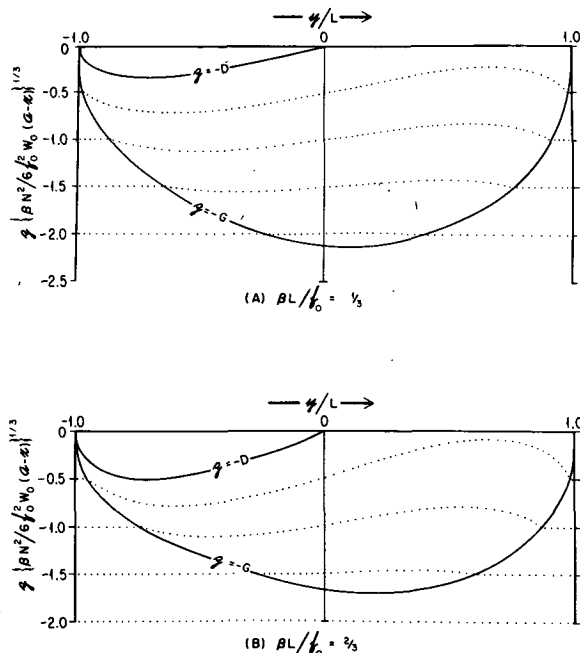 y/L
-1.0 0 1.0
0
-0.5
-1.0
-1.5
-2.0
-2.5
z {βN²/6f₀²W₀(a-x)}^1/3
z=-D
z=-G
(A) βL/f₀ = 1/3
y/L
-1.0 0 1.0
0
-0.5
-1.0
-1.5
-2.0
z {βN²/6f₀²W₀(a-x)}^1/3
z=-D
z=-G
(B) βL/f₀ = 2/3